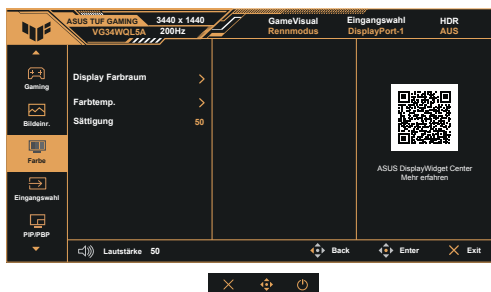 ASUS TUF GAMING 3440 x 1440 GameVisual Eingangswahl HDR
VG34WQL5A 200Hz Rennmodus DisplayPort-1 AUS
Gaming
Bildeinr.
Farbe
Eingangswahl
PIP/PBP
Display Farbraum
Farbtemp.
Sättigung 50
ASUS DisplayWidget Center
Mehr erfahren
Lautstärke 50 Back Enter Exit